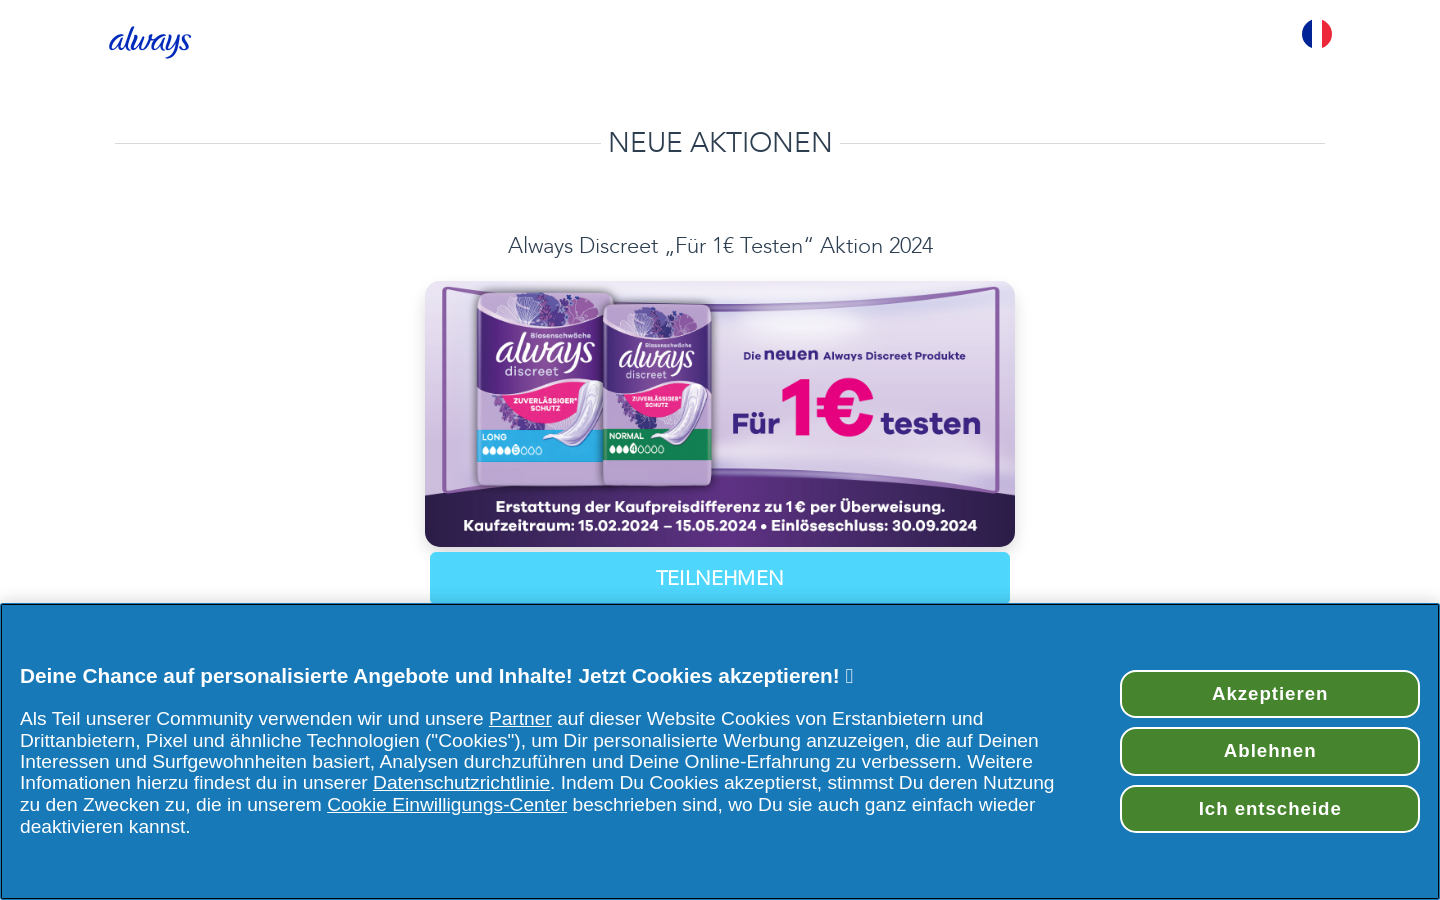 always
NEUE AKTIONEN
Always Discreet „Für 1€ Testen“ Aktion 2024
Blasenschwäche
always
discreet
ZUVERLÄSSIGER*
SCHUTZ
LONG
6
Blasenschwäche
always
discreet
ZUVERLÄSSIGER*
SCHUTZ
NORMAL
4
Die neuen Always Discreet Produkte
Für 1€ testen
Erstattung der Kaufpreisdifferenz zu 1€ per Überweisung.
Kaufzeitraum: 15.02.2024 – 15.05.2024 • Einlöseschluss: 30.09.2024
TEILNEHMEN
Deine Chance auf personalisierte Angebote und Inhalte! Jetzt Cookies akzeptieren!
Als Teil unserer Community verwenden wir und unsere Partner auf dieser Website Cookies von Erstanbietern und
Drittanbietern, Pixel und ähnliche Technologien ("Cookies"), um Dir personalisierte Werbung anzuzeigen, die auf Deinen
Interessen und Surfgewohnheiten basiert, Analysen durchzuführen und Deine Online-Erfahrung zu verbessern. Weitere
Infomationen hierzu findest du in unserer Datenschutzrichtlinie. Indem Du Cookies akzeptierst, stimmst Du deren Nutzung
zu den Zwecken zu, die in unserem Cookie Einwilligungs-Center beschrieben sind, wo Du sie auch ganz einfach wieder
deaktivieren kannst.
Akzeptieren
Ablehnen
Ich entscheide